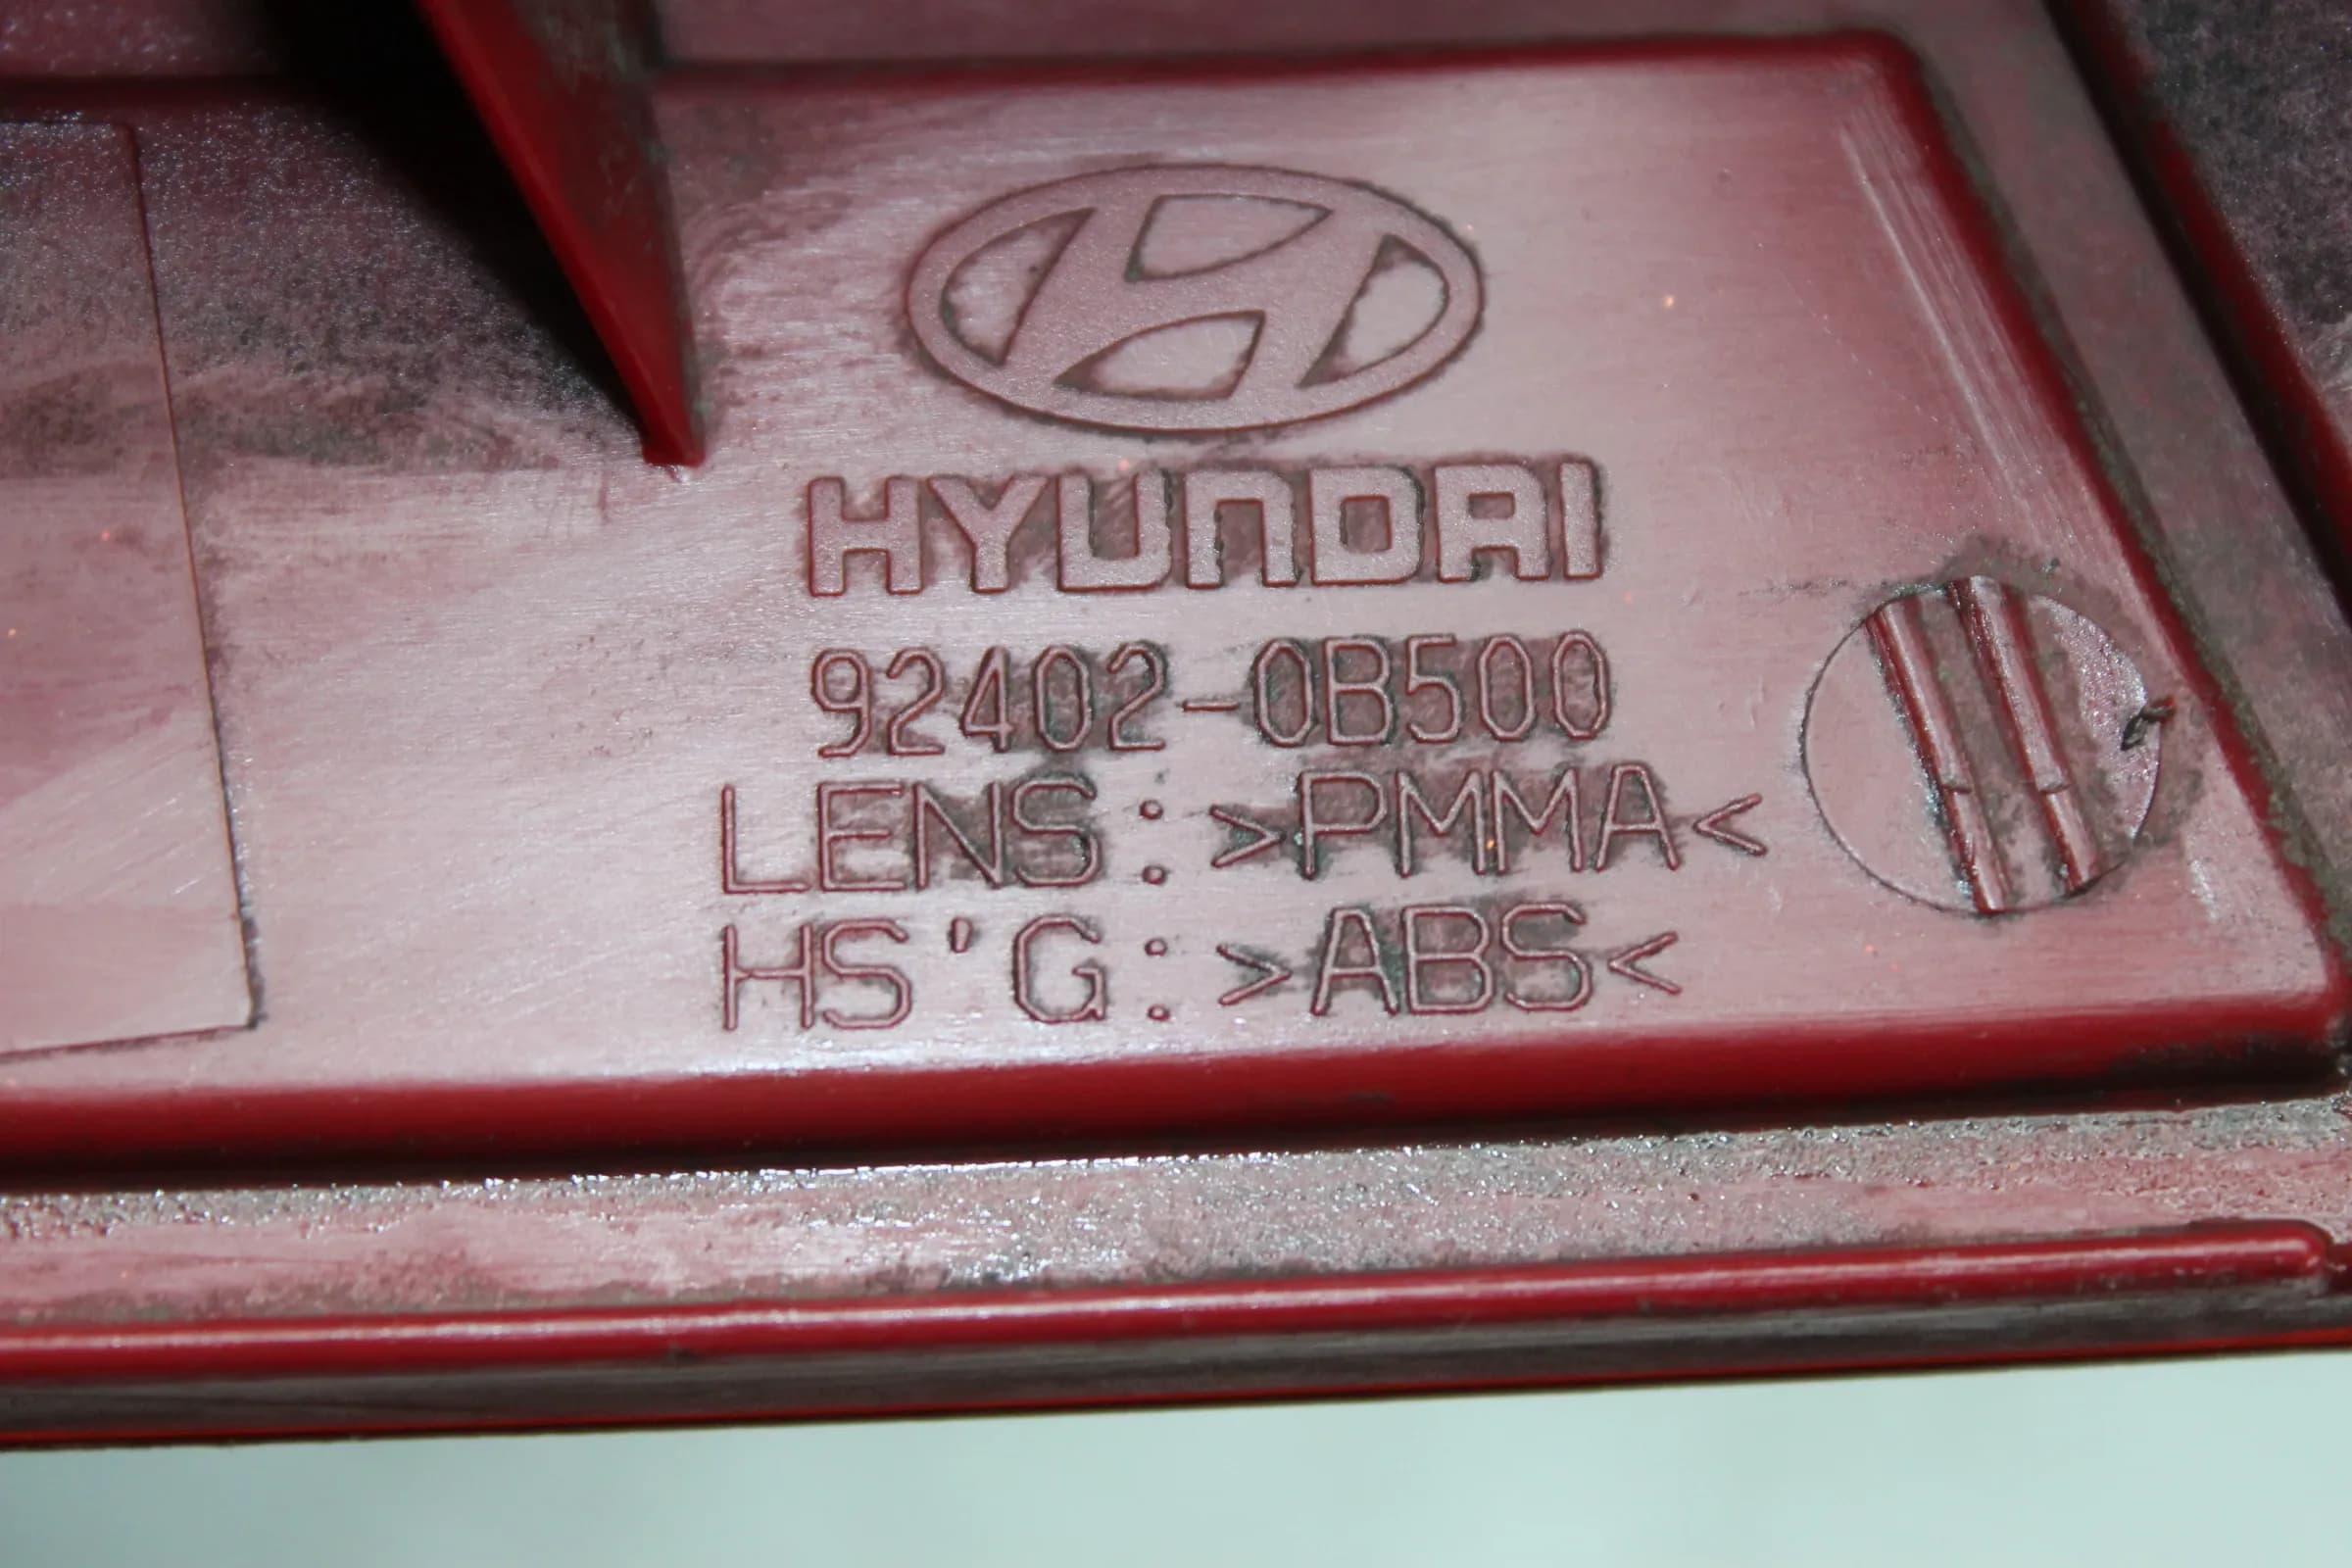 HYUNDAI
92402-0B500
LENS: >PMMA<
HS'G: >ABS<